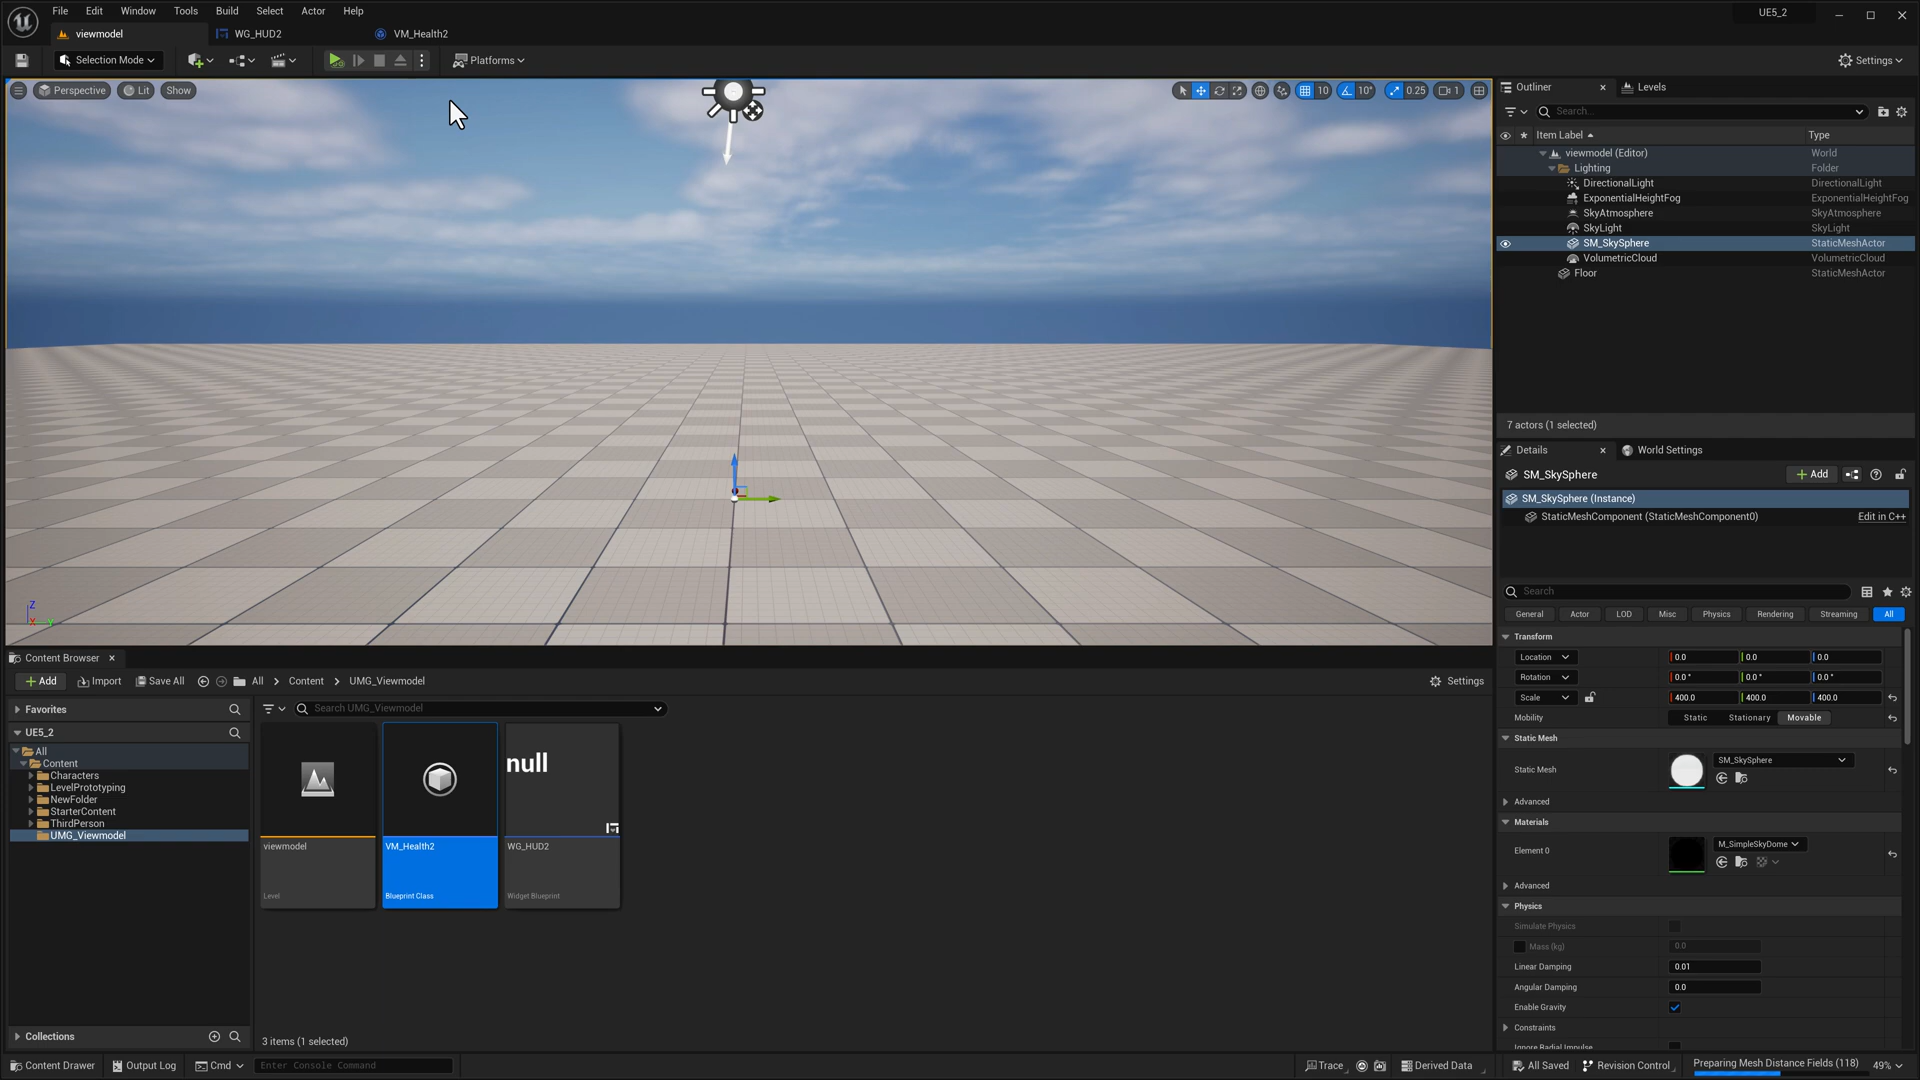 File Edit Window Tools Build Select Actor Help
UE5_2
viewmodel WG_HUD2 VM_Health2
Selection Mode Platforms Settings
Perspective Lit Show 10 10° 0.25 1
Z
X Y
Outliner Levels
Search...
Item Label Type
viewmodel (Editor) World
Lighting Folder
DirectionalLight DirectionalLight
ExponentialHeightFog ExponentialHeightFog
SkyAtmosphere SkyAtmosphere
SkyLight SkyLight
SM_SkySphere StaticMeshActor
VolumetricCloud VolumetricCloud
Floor StaticMeshActor
7 actors (1 selected)
Details World Settings
SM_SkySphere Add
SM_SkySphere (Instance)
StaticMeshComponent (StaticMeshComponent0) Edit in C++
Search
General Actor LOD Misc Physics Rendering Streaming All
Transform
Location 0.0 0.0 0.0
Rotation 0.0° 0.0° 0.0°
Scale 400.0 400.0 400.0
Mobility Static Stationary Movable
Static Mesh
Static Mesh SM_SkySphere
Advanced
Materials
Element 0 M_SimpleSkyDome
Advanced
Physics
Simulate Physics
Mass (kg) 0.0
Linear Damping 0.01
Angular Damping 0.0
Enable Gravity
Constraints
Ignore Radial Impulse
Content Browser
+ Add Import Save All All > Content > UMG_Viewmodel Settings
Favorites
Search UMG_Viewmodel
UE5_2
All
Content
Characters
LevelPrototyping
NewFolder
StarterContent
ThirdPerson
UMG_Viewmodel
Collections
null
viewmodel VM_Health2 WG_HUD2
Level Blueprint Class Widget Blueprint
3 items (1 selected)
Content Drawer Output Log Cmd Enter Console Command Trace Derived Data All Saved Revision Control Preparing Mesh Distance Fields (118) 49%